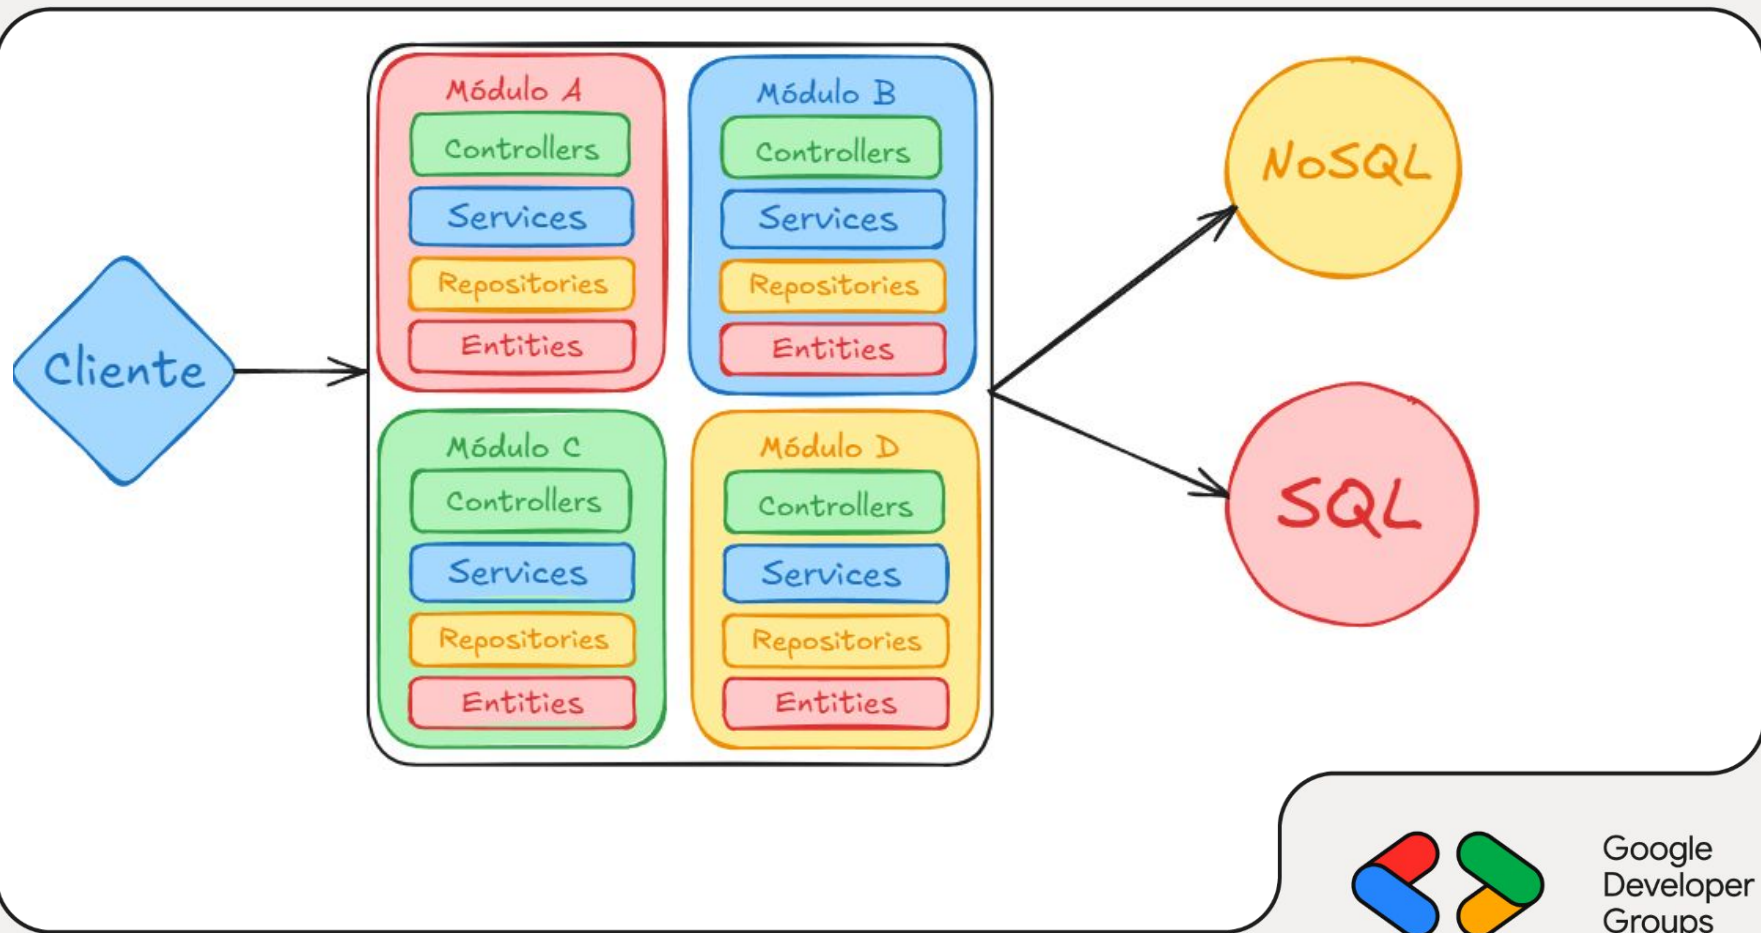 Cliente
Módulo A
Controllers
Services
Repositories
Entities
Módulo B
Controllers
Services
Repositories
Entities
Módulo C
Controllers
Services
Repositories
Entities
Módulo D
Controllers
Services
Repositories
Entities
NoSQL
SQL
Google
Developer
Groups